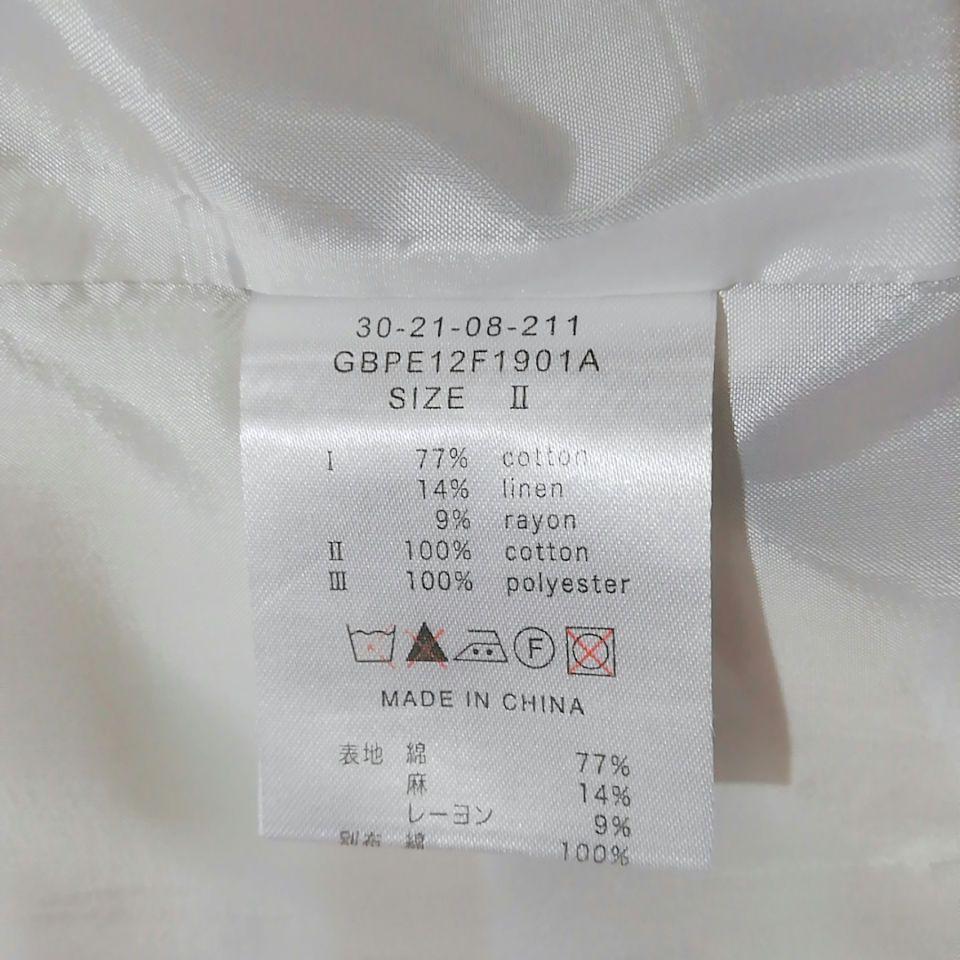 30-21-08-211
GBPE12F1901A
SIZE Ⅱ
Ⅰ 77% cotton
14% linen
9% rayon
Ⅱ 100% cotton
Ⅲ 100% polyester
F
MADE IN CHINA
表地 綿 77%
麻 14%
レーヨン 9%
別布 綿 100%